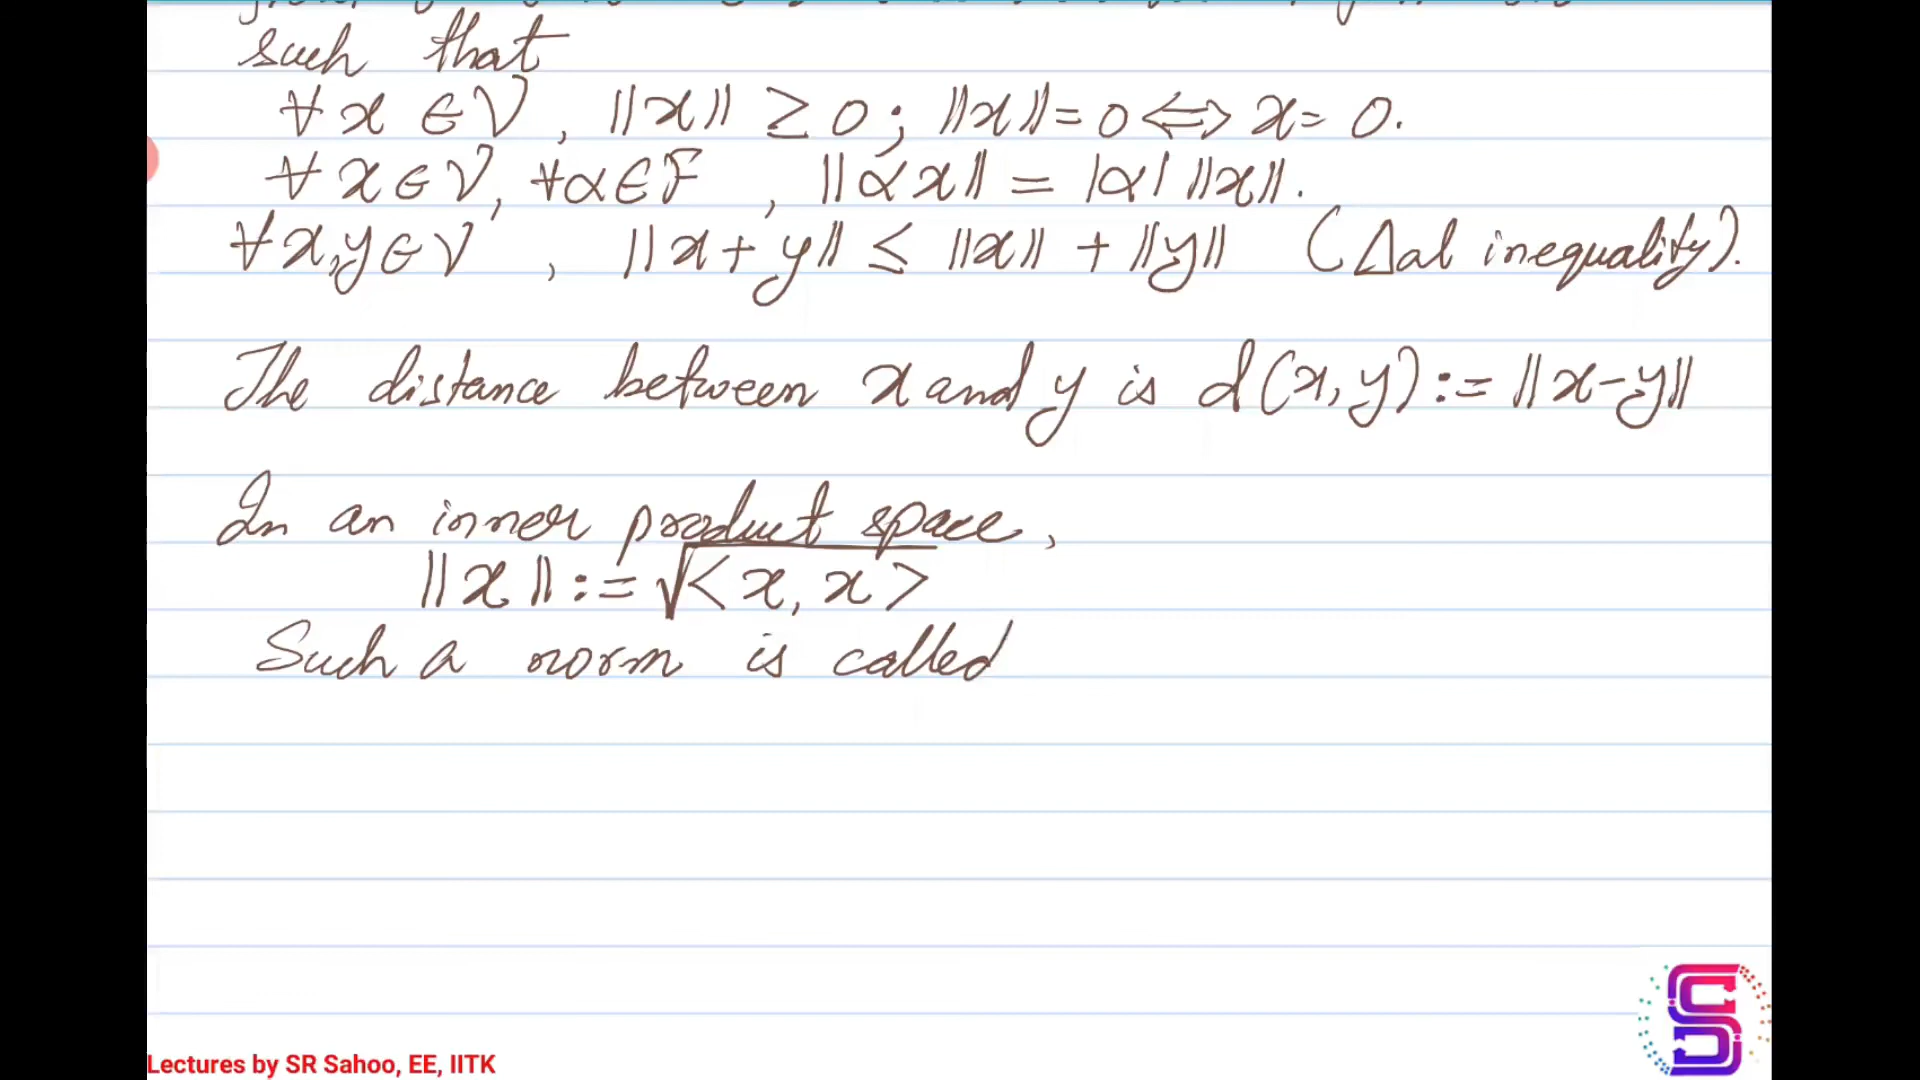 such that
∀ x ∈ V, ||x|| ≥ 0; ||x|| = 0 ⟺ x = 0.
∀ x ∈ V, ∀α ∈ F, ||αx|| = |α| ||x||.
∀ x,y ∈ V, ||x + y|| ≤ ||x|| + ||y|| (Δal inequality).
The distance between x and y is d(x, y) := ||x-y||
In an inner product space,
||x|| := √<x, x>
Such a norm is called
Lectures by SR Sahoo, EE, IITK